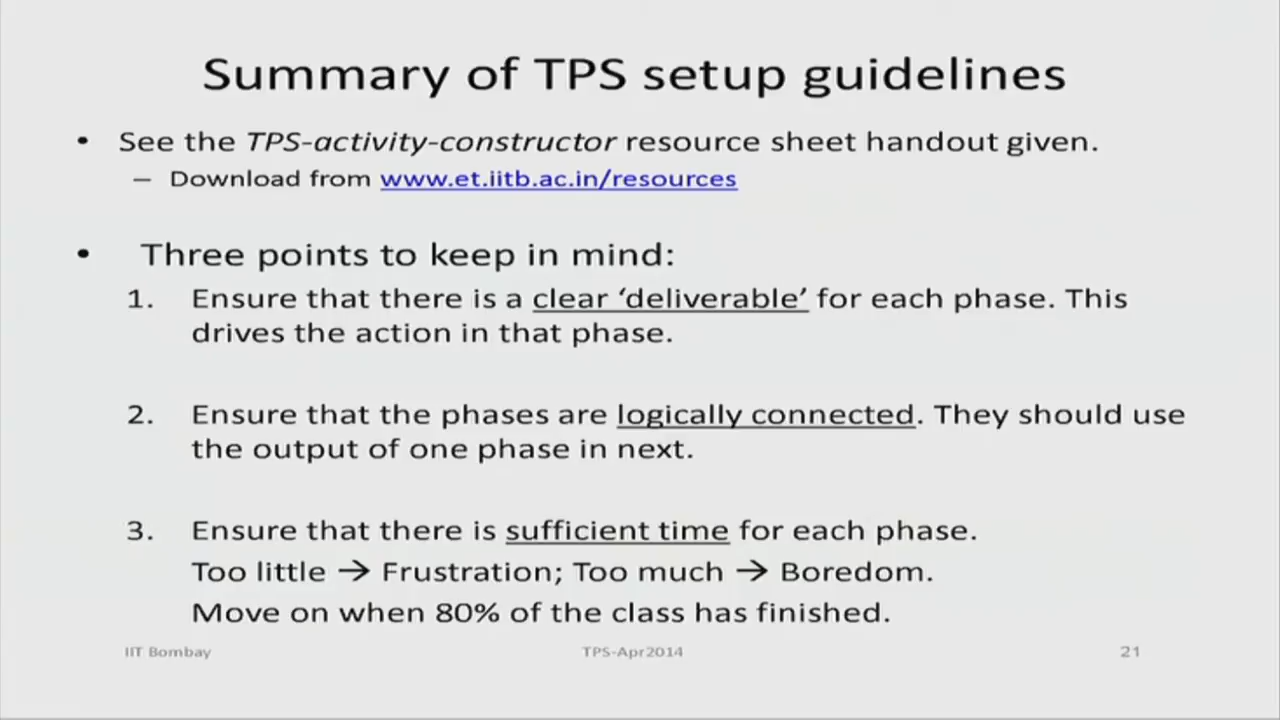 Summary of TPS setup guidelines
• See the TPS-activity-constructor resource sheet handout given.
– Download from www.et.iitb.ac.in/resources
• Three points to keep in mind:
1. Ensure that there is a clear ‘deliverable’ for each phase. This
drives the action in that phase.
2. Ensure that the phases are logically connected. They should use
the output of one phase in next.
3. Ensure that there is sufficient time for each phase.
Too little → Frustration; Too much → Boredom.
Move on when 80% of the class has finished.
IIT Bombay TPS-Apr2014 21